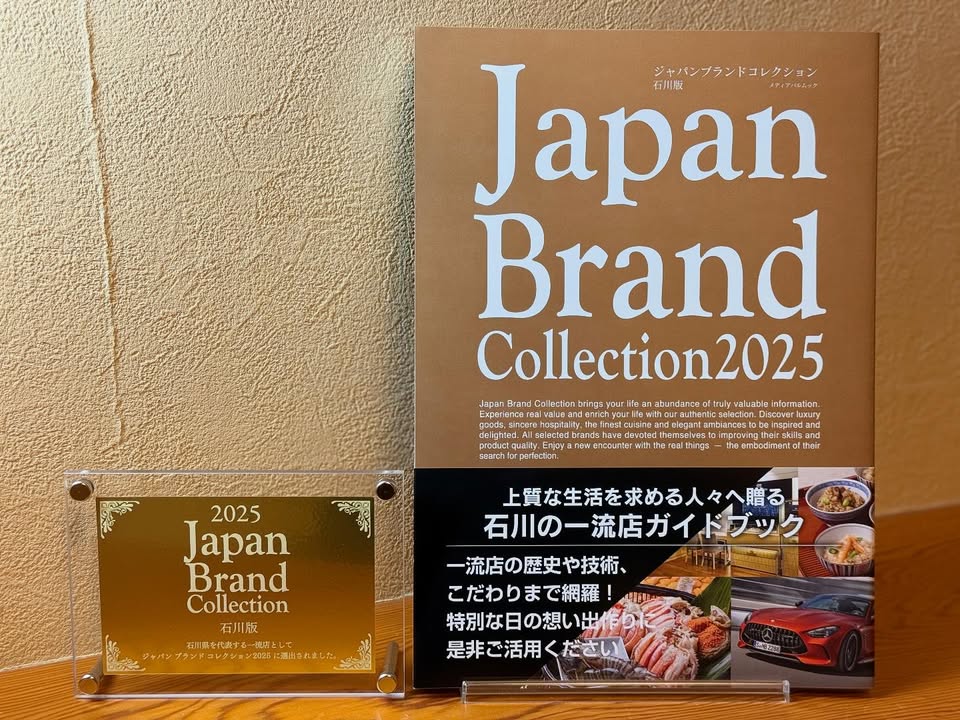 ジャパンブランドコレクション
石川版
メディアパルムック
Japan
Brand
Collection2025
Japan Brand Collection brings your life an abundance of truly valuable information.
Experience real value and enrich your life with our authentic selection. Discover luxury
goods, sincere hospitality, the finest cuisine and elegant ambiances to be inspired and
delighted. All selected brands have devoted themselves to improving their skills and
product quality. Enjoy a new encounter with the real things — the embodiment of their
search for perfection.
上質な生活を求める人々へ贈る！
石川の一流店ガイドブック
一流店の歴史や技術、
こだわりまで網羅！
特別な日の想い出作りに
是非ご活用ください
2025
Japan
Brand
Collection
石川版
石川県を代表する一流店として
ジャパン ブランド コレクション2025 に選出されました。